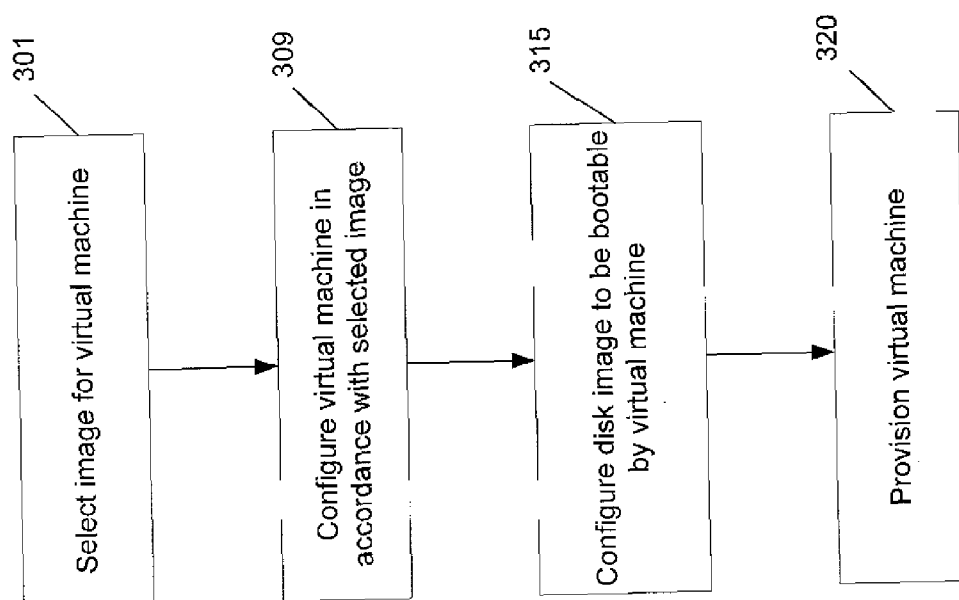 301
Select image for virtual machine
309
Configure virtual machine in
accordance with selected image
315
Configure disk image to be bootable
by virtual machine
320
Provision virtual machine